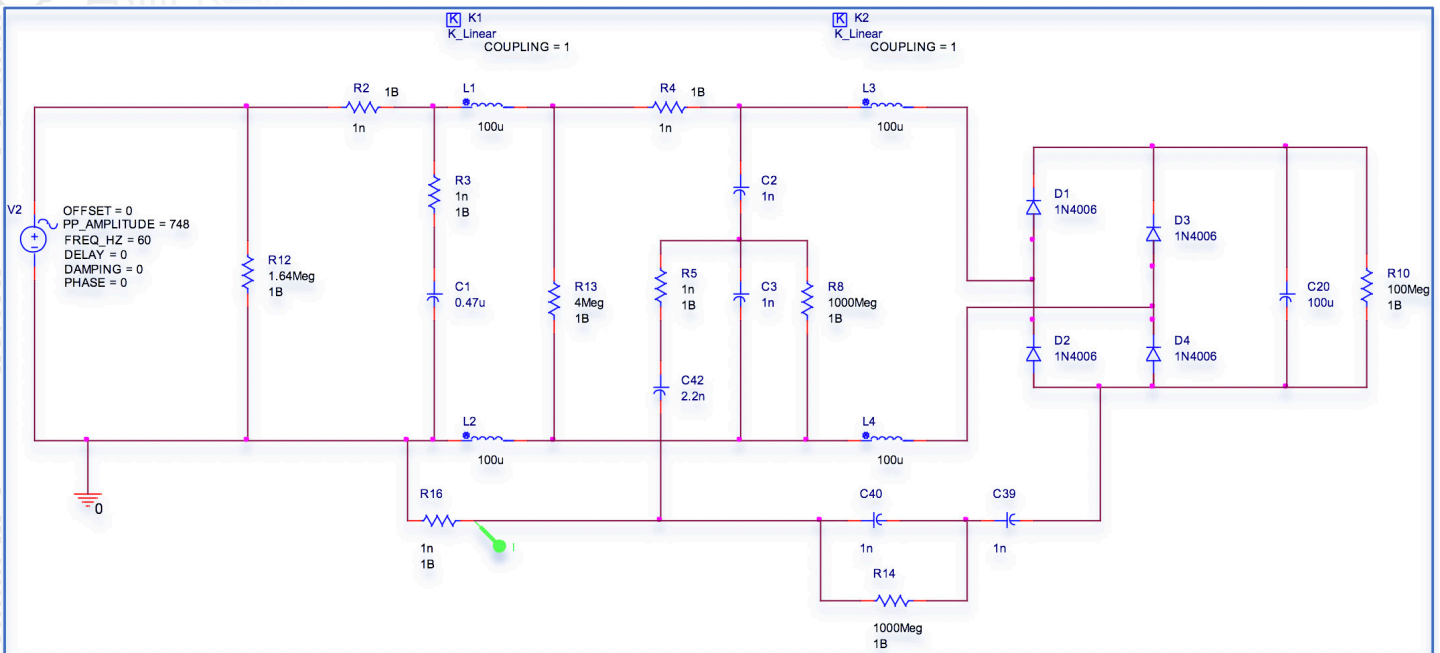 K K1
K_Linear
COUPLING = 1
K K2
K_Linear
COUPLING = 1
R2 1B
1n
L1
100u
R4 1B
1n
L3
100u
V2
+
-
OFFSET = 0
PP_AMPLITUDE = 748
FREQ_HZ = 60
DELAY = 0
DAMPING = 0
PHASE = 0
R12
1.64Meg
1B
R3
1n
1B
C1
0.47u
R13
4Meg
1B
C2
1n
R5
1n
1B
C3
1n
R8
1000Meg
1B
C42
2.2n
D1
1N4006
D3
1N4006
D2
1N4006
D4
1N4006
C20
100u
R10
100Meg
1B
L2
100u
L4
100u
0
R16
1n
1B
I
C40
1n
C39
1n
R14
1000Meg
1B